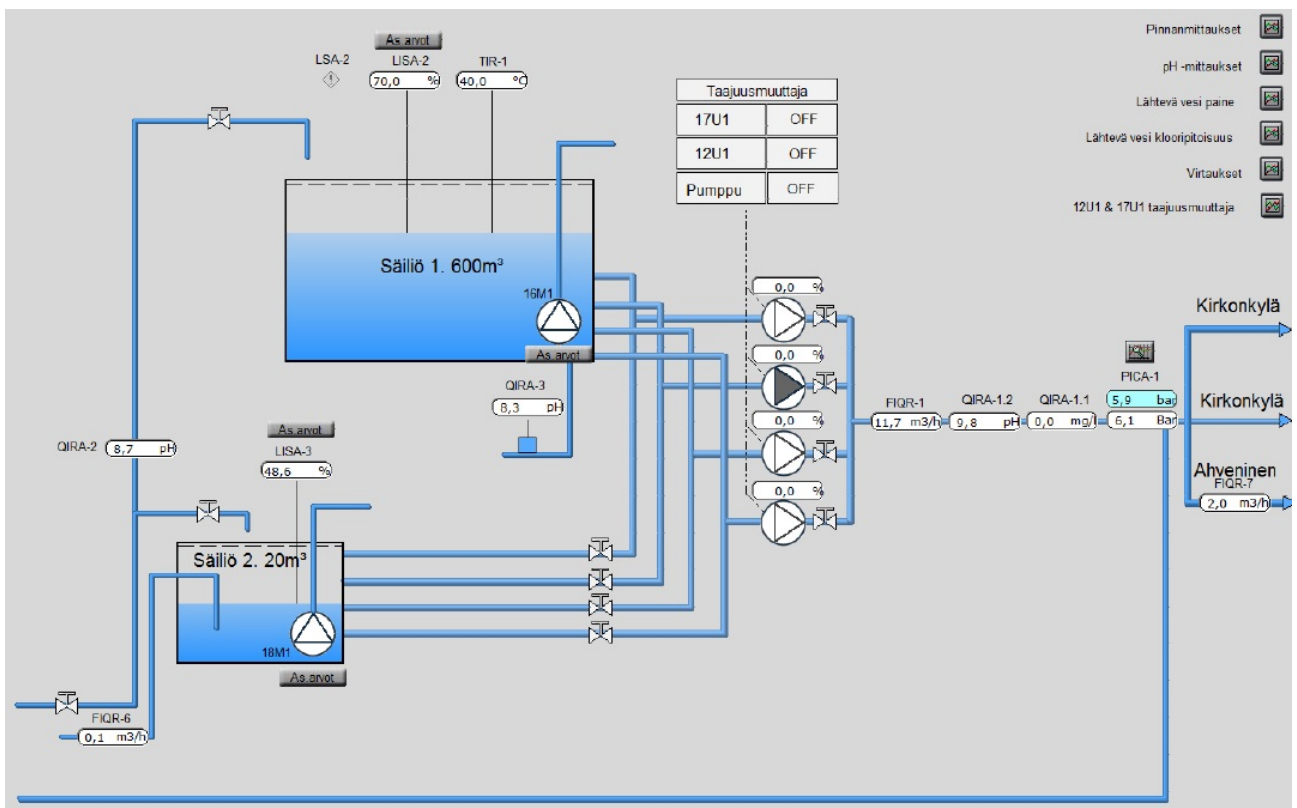 Pinnanmittaukset
pH -mittaukset
Lähtevä vesi paine
Lähtevä vesi klooripitoisuus
Virtaukset
12U1 & 17U1 taajuusmuuttaja
As.arvot
LSA-2
LISA-2
TIR-1
70,0 %
40,0 °C
Taajuusmuuttaja
17U1 OFF
12U1 OFF
Pumppu OFF
Säiliö 1. 600m³
16M1
As.arvot
0,0 %
0,0 %
0,0 %
0,0 %
QIRA-3
8,3 pH
QIRA-2 8,7 pH
As.arvot
LISA-3
48,6 %
Säiliö 2. 20m³
18M1
As.arvot
FIQR-6
0,1 m3/h
FIQR-1
11,7 m3/h
QIRA-1.2
9,8 pH
QIRA-1.1
0,0 mg/l
PICA-1
5,9 bar
6,1 Bar
Kirkonkylä
Kirkonkylä
Ahveninen
FIQR-7
2,0 m3/h